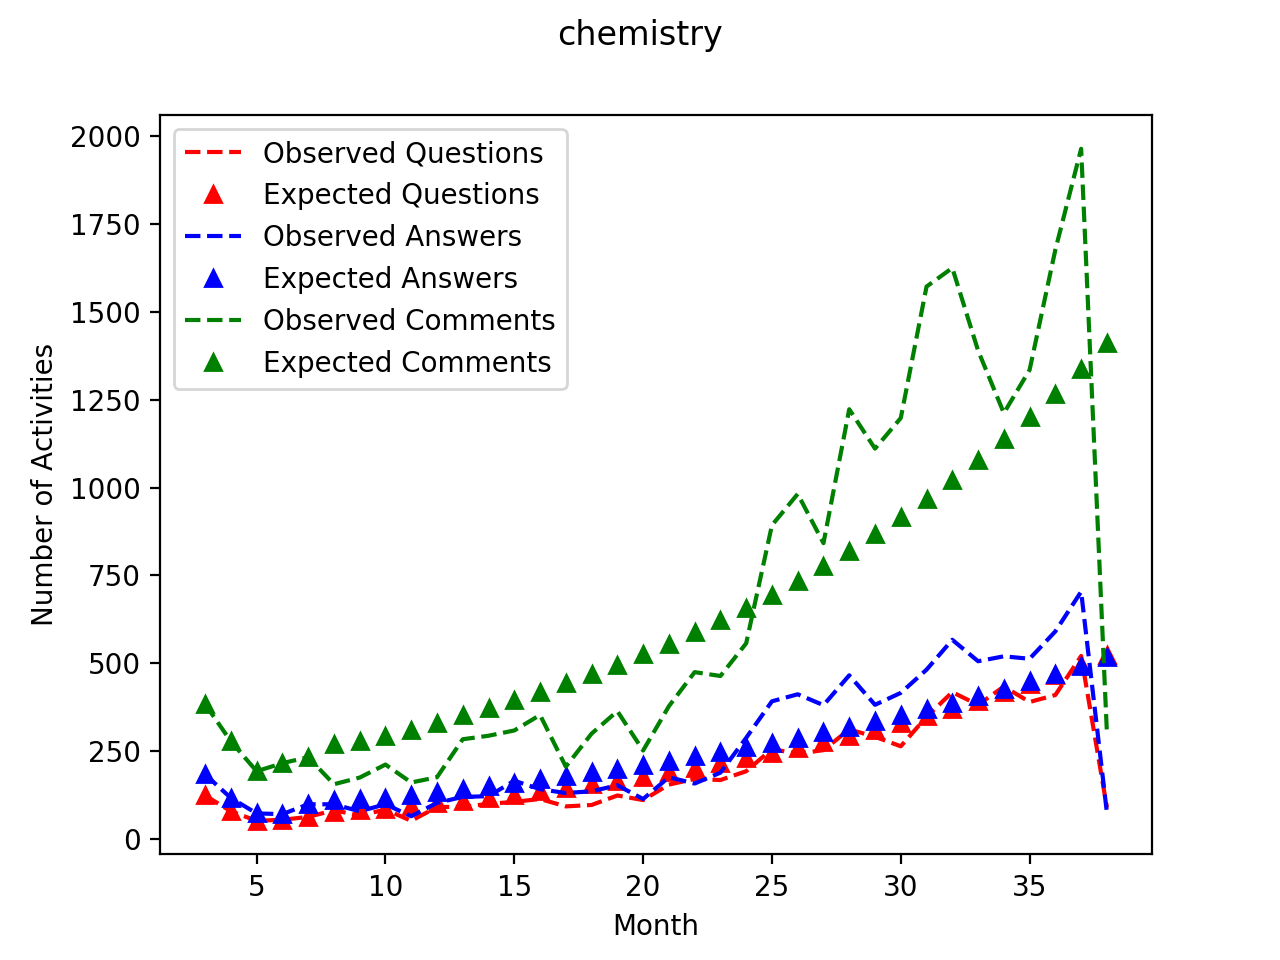 chemistry
2000
1750
1500
1250
1000
750
500
250
0
Number of Activities
Observed Questions
Expected Questions
Observed Answers
Expected Answers
Observed Comments
Expected Comments
5 10 15 20 25 30 35
Month